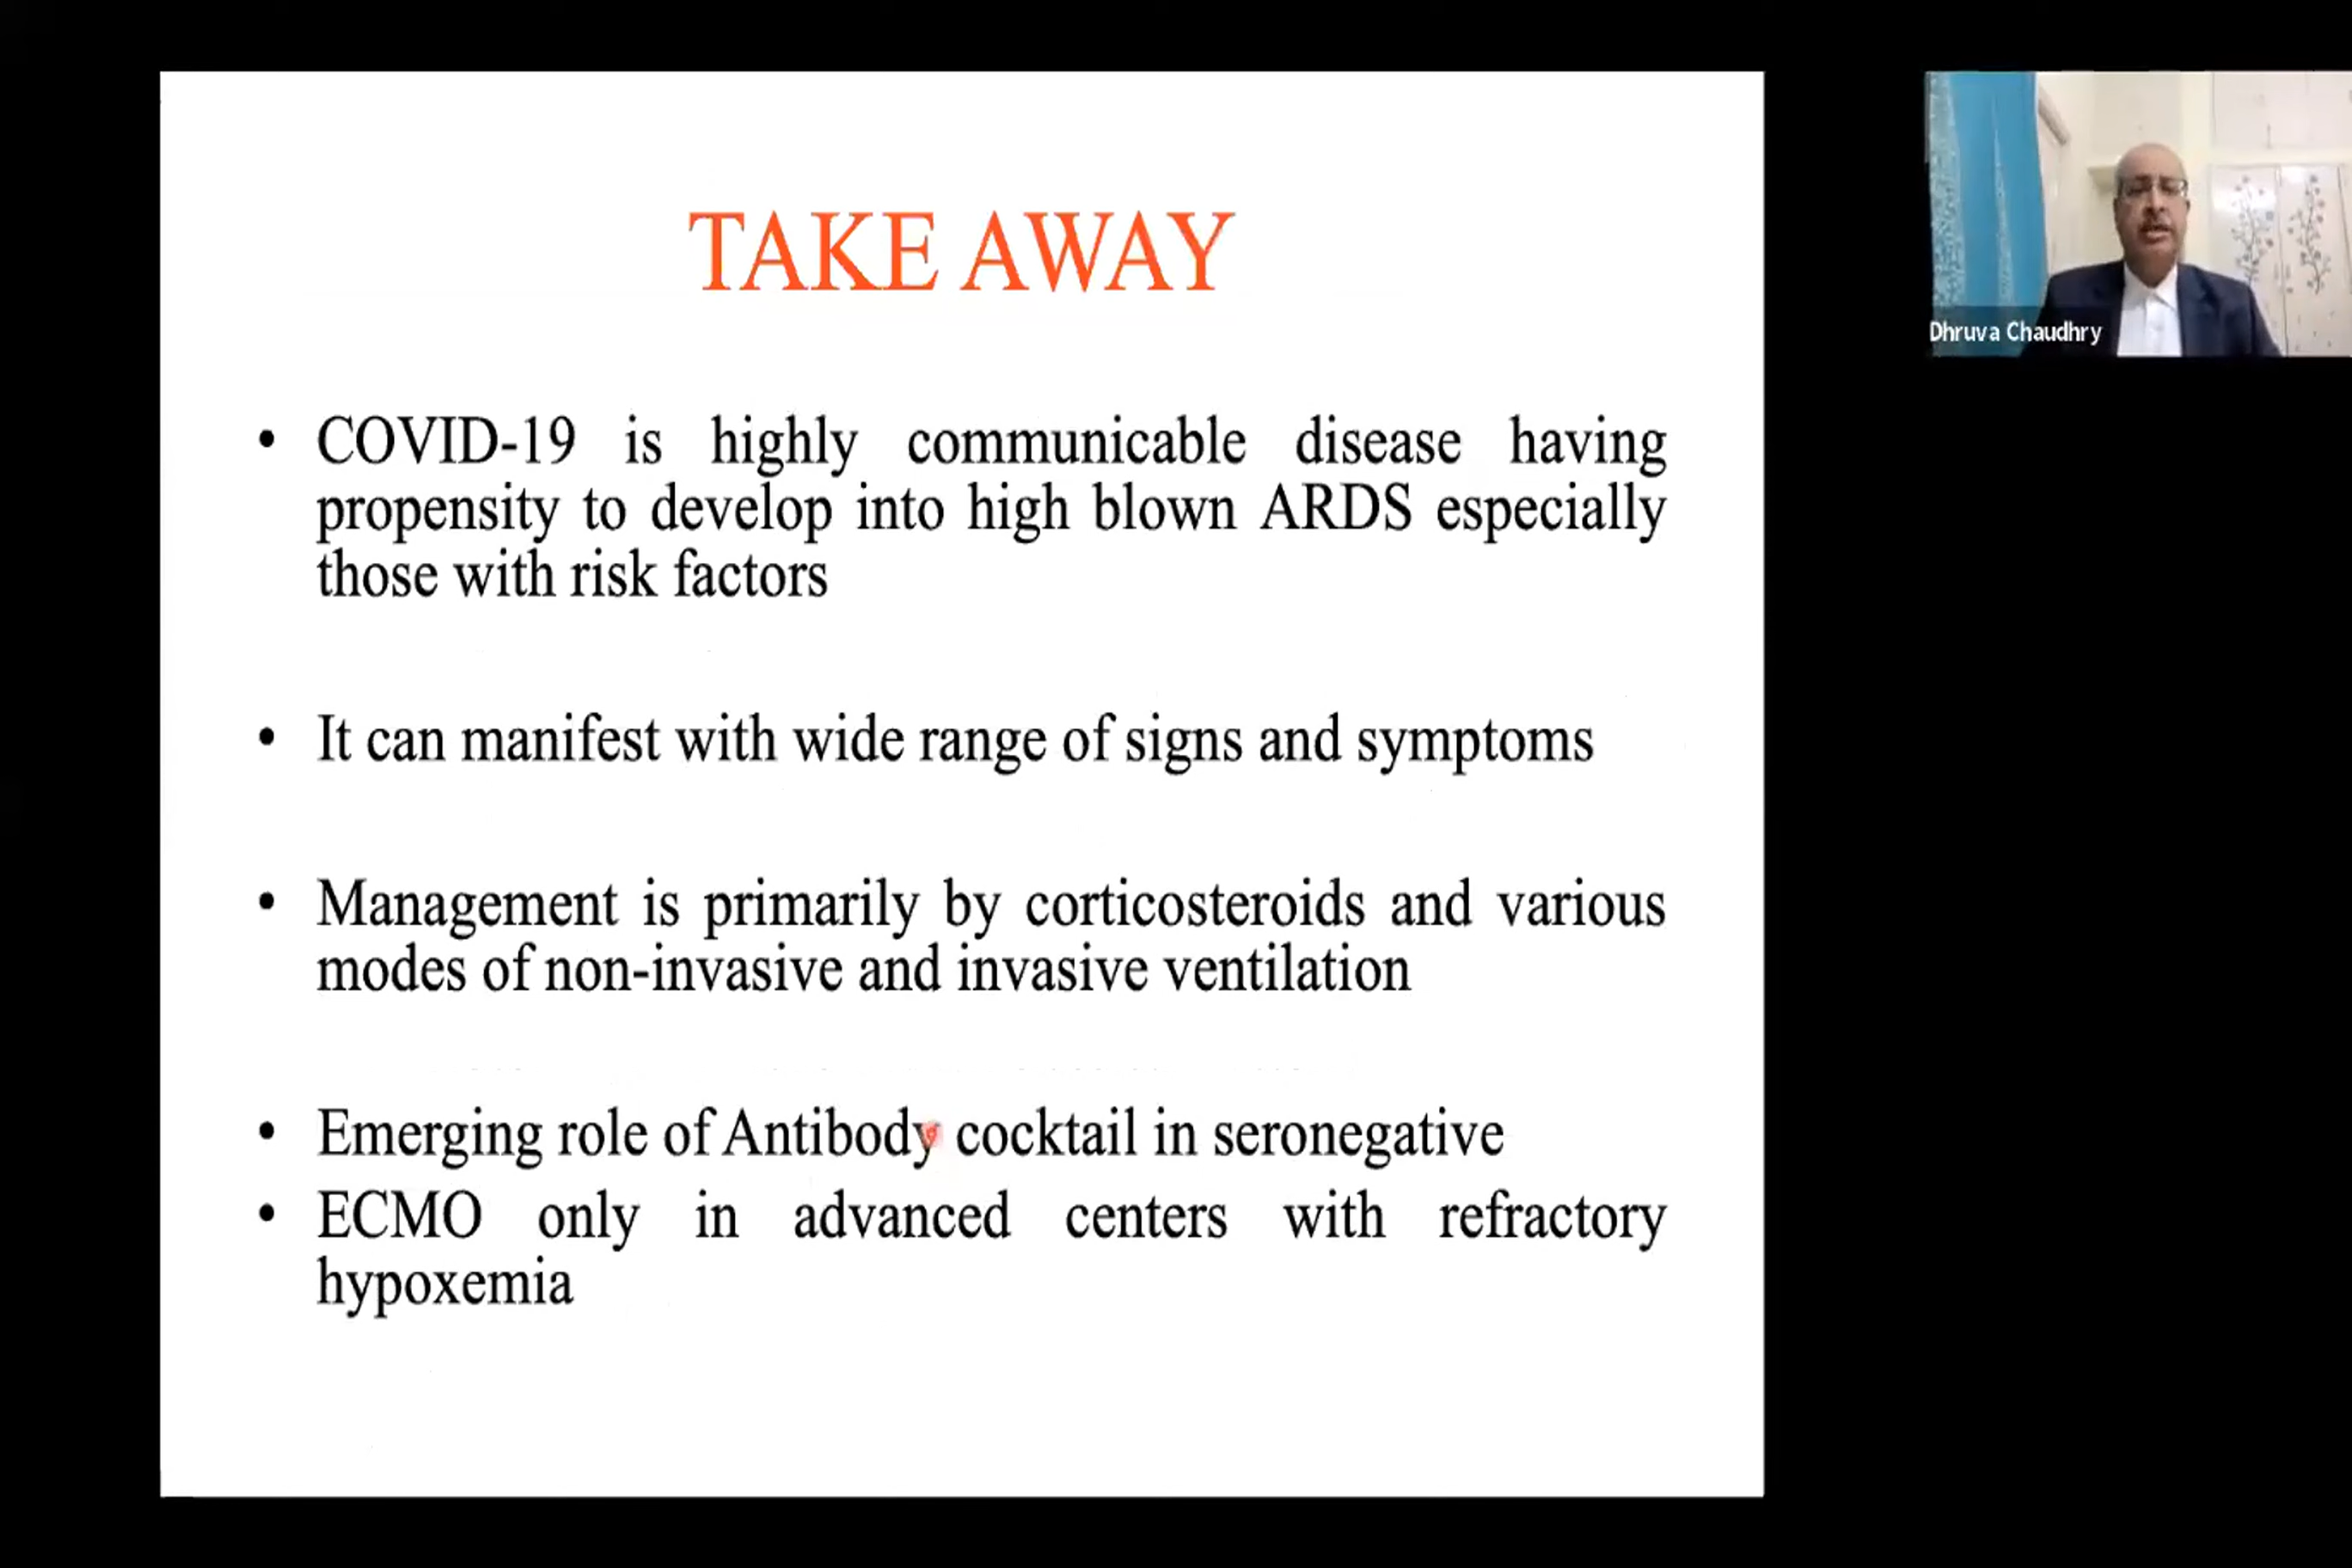 TAKE AWAY
• COVID-19 is highly communicable disease having
propensity to develop into high blown ARDS especially
those with risk factors
• It can manifest with wide range of signs and symptoms
• Management is primarily by corticosteroids and various
modes of non-invasive and invasive ventilation
• Emerging role of Antibody cocktail in seronegative
• ECMO only in advanced centers with refractory
hypoxemia
Dhruva Chaudhry